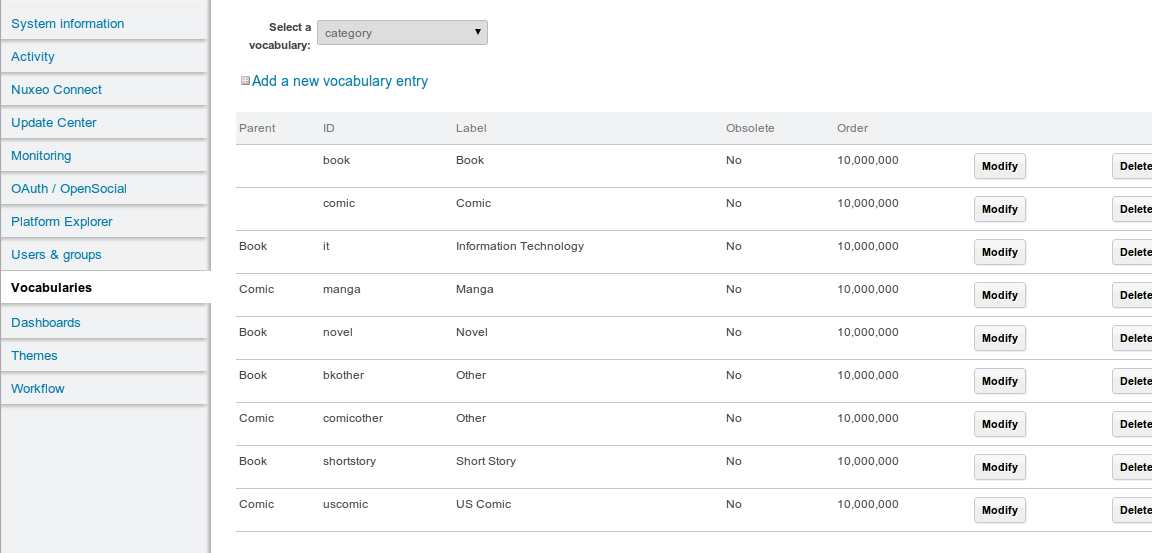 System information
Activity
Nuxeo Connect
Update Center
Monitoring
OAuth / OpenSocial
Platform Explorer
Users & groups
Vocabularies
Dashboards
Themes
Workflow
Select a
vocabulary:
category
Add a new vocabulary entry
Parent ID Label Obsolete Order
book Book No 10,000,000 Modify Delete
comic Comic No 10,000,000 Modify Delete
Book it Information Technology No 10,000,000 Modify Delete
Comic manga Manga No 10,000,000 Modify Delete
Book novel Novel No 10,000,000 Modify Delete
Book bkother Other No 10,000,000 Modify Delete
Comic comicother Other No 10,000,000 Modify Delete
Book shortstory Short Story No 10,000,000 Modify Delete
Comic uscomic US Comic No 10,000,000 Modify Delete